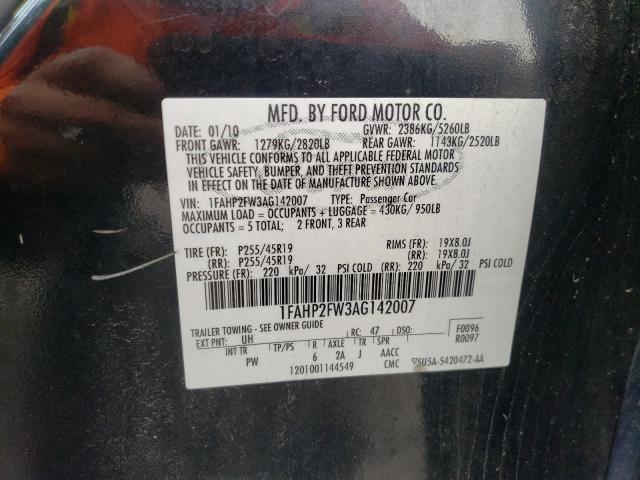 MFD. BY FORD MOTOR CO.
DATE: 01/10 GVWR: 2386KG/5260LB
FRONT GAWR: 1279KG/2820LB REAR GAWR: 1143KG/2520LB
THIS VEHICLE CONFORMS TO ALL APPLICABLE FEDERAL MOTOR
VEHICLE SAFETY, BUMPER, AND THEFT PREVENTION STANDARDS
IN EFFECT ON THE DATE OF MANUFACTURE SHOWN ABOVE.
VIN: 1FAHP2FW3AG142007 TYPE: Passenger Car
MAXIMUM LOAD = OCCUPANTS + LUGGAGE = 430KG/ 950LB
OCCUPANTS = 5 TOTAL; 2 FRONT, 3 REAR
TIRE (FR): P255/45R19 RIMS (FR): 19X8.0J
(RR): P255/45R19 (RR): 19X8.0J
PRESSURE (FR): 220 kPa/ 32 PSI COLD (RR): 220 kPa/ 32 PSI COLD
1FAHP2FW3AG142007
TRAILER TOWING - SEE OWNER GUIDE
EXT PNT: UH RC: 47 DSO: F0096
INT TR TP/PS R AXLE TR SPR R0097
PW 6 2A J AACC
1201001144549 CMC ▽5U5A-5420472-AA